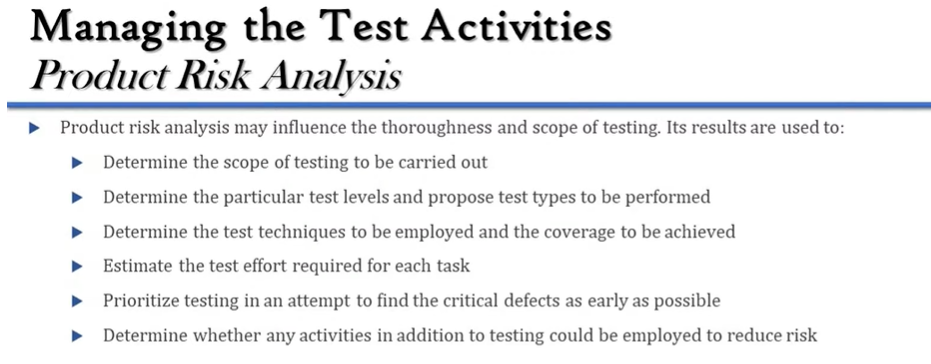 Managing the Test Activities
Product Risk Analysis
Product risk analysis may influence the thoroughness and scope of testing. Its results are used to:
Determine the scope of testing to be carried out
Determine the particular test levels and propose test types to be performed
Determine the test techniques to be employed and the coverage to be achieved
Estimate the test effort required for each task
Prioritize testing in an attempt to find the critical defects as early as possible
Determine whether any activities in addition to testing could be employed to reduce risk